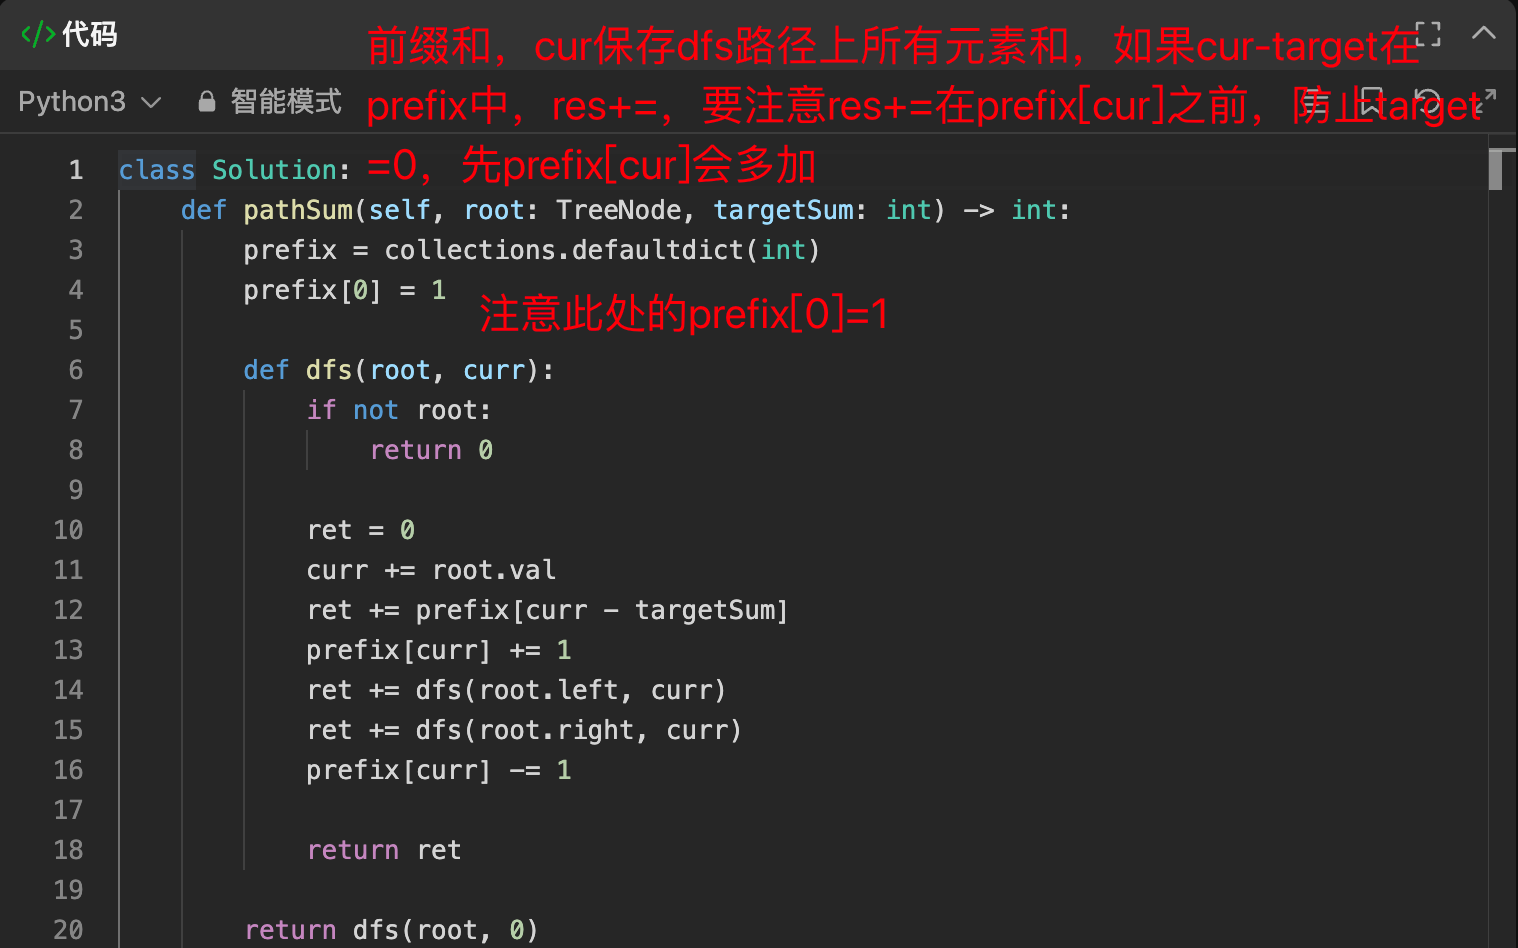 </> 代码
前缀和，cur保存dfs路径上所有元素和，如果cur-target在
Python3 智能模式
prefix中，res+=，要注意res+=在prefix[cur]之前，防止target
=0，先prefix[cur]会多加
1 class Solution:
2 def pathSum(self, root: TreeNode, targetSum: int) -> int:
3 prefix = collections.defaultdict(int)
4 prefix[0] = 1
注意此处的prefix[0]=1
5
6 def dfs(root, curr):
7 if not root:
8 return 0
9
10 ret = 0
11 curr += root.val
12 ret += prefix[curr - targetSum]
13 prefix[curr] += 1
14 ret += dfs(root.left, curr)
15 ret += dfs(root.right, curr)
16 prefix[curr] -= 1
17
18 return ret
19
20 return dfs(root, 0)